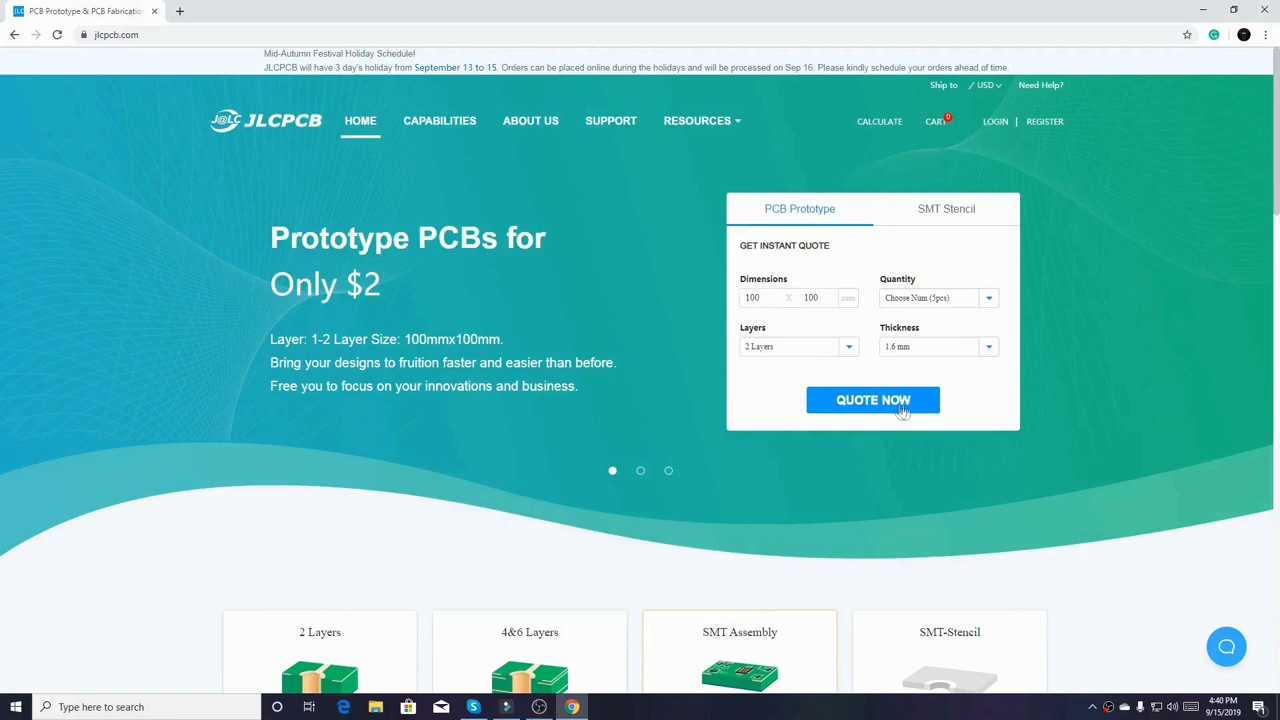 PCB Prototype & PCB Fabrication
jlcpcb.com
Mid-Autumn Festival Holiday Schedule!
JLCPCB will have 3 day's holiday from September 13 to 15. Orders can be placed online during the holidays and will be processed on Sep 16. Please kindly schedule your orders ahead of time.
Ship to / USD Need Help?
J@LC JLCPCB HOME CAPABILITIES ABOUT US SUPPORT RESOURCES CALCULATE CART 0 LOGIN | REGISTER
PCB Prototype SMT Stencil
Prototype PCBs for
Only $2
Layer: 1-2 Layer Size: 100mmx100mm.
Bring your designs to fruition faster and easier than before.
Free you to focus on your innovations and business.
GET INSTANT QUOTE
Dimensions Quantity
100 X 100 mm Choose Num (5pcs)
Layers Thickness
2 Layers 1.6 mm
QUOTE NOW
2 Layers 4&6 Layers SMT Assembly SMT-Stencil
Type here to search
4:40 PM
9/15/2019